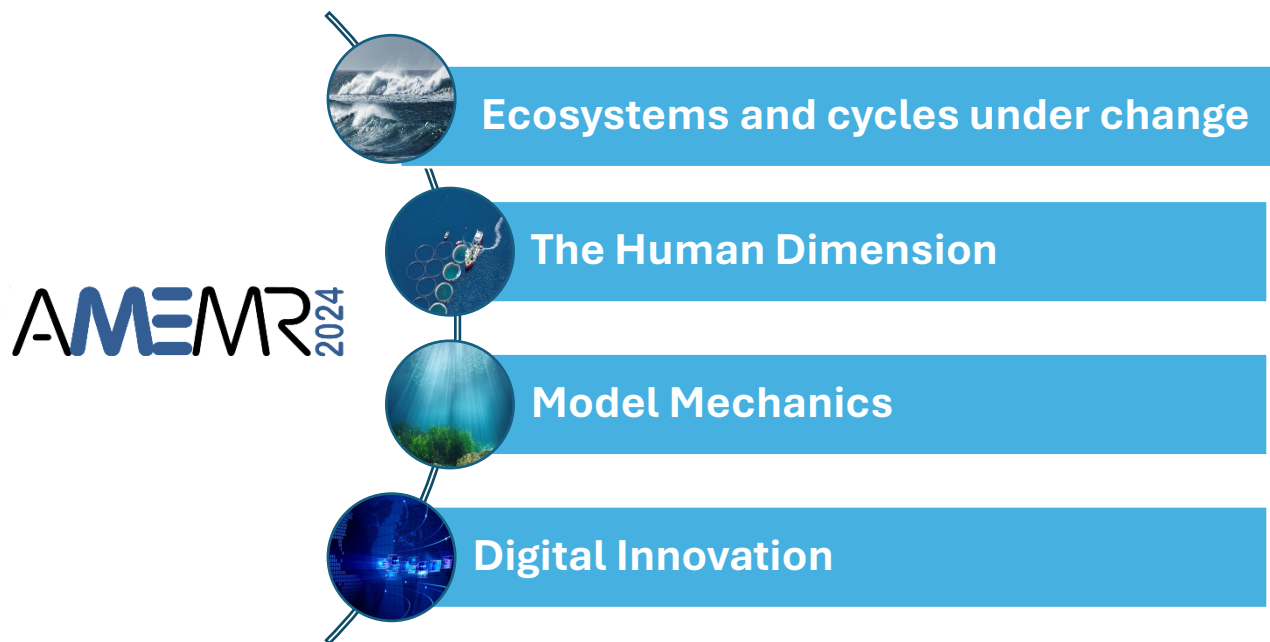 Ecosystems and cycles under change
The Human Dimension
AMEMR 2024
Model Mechanics
Digital Innovation